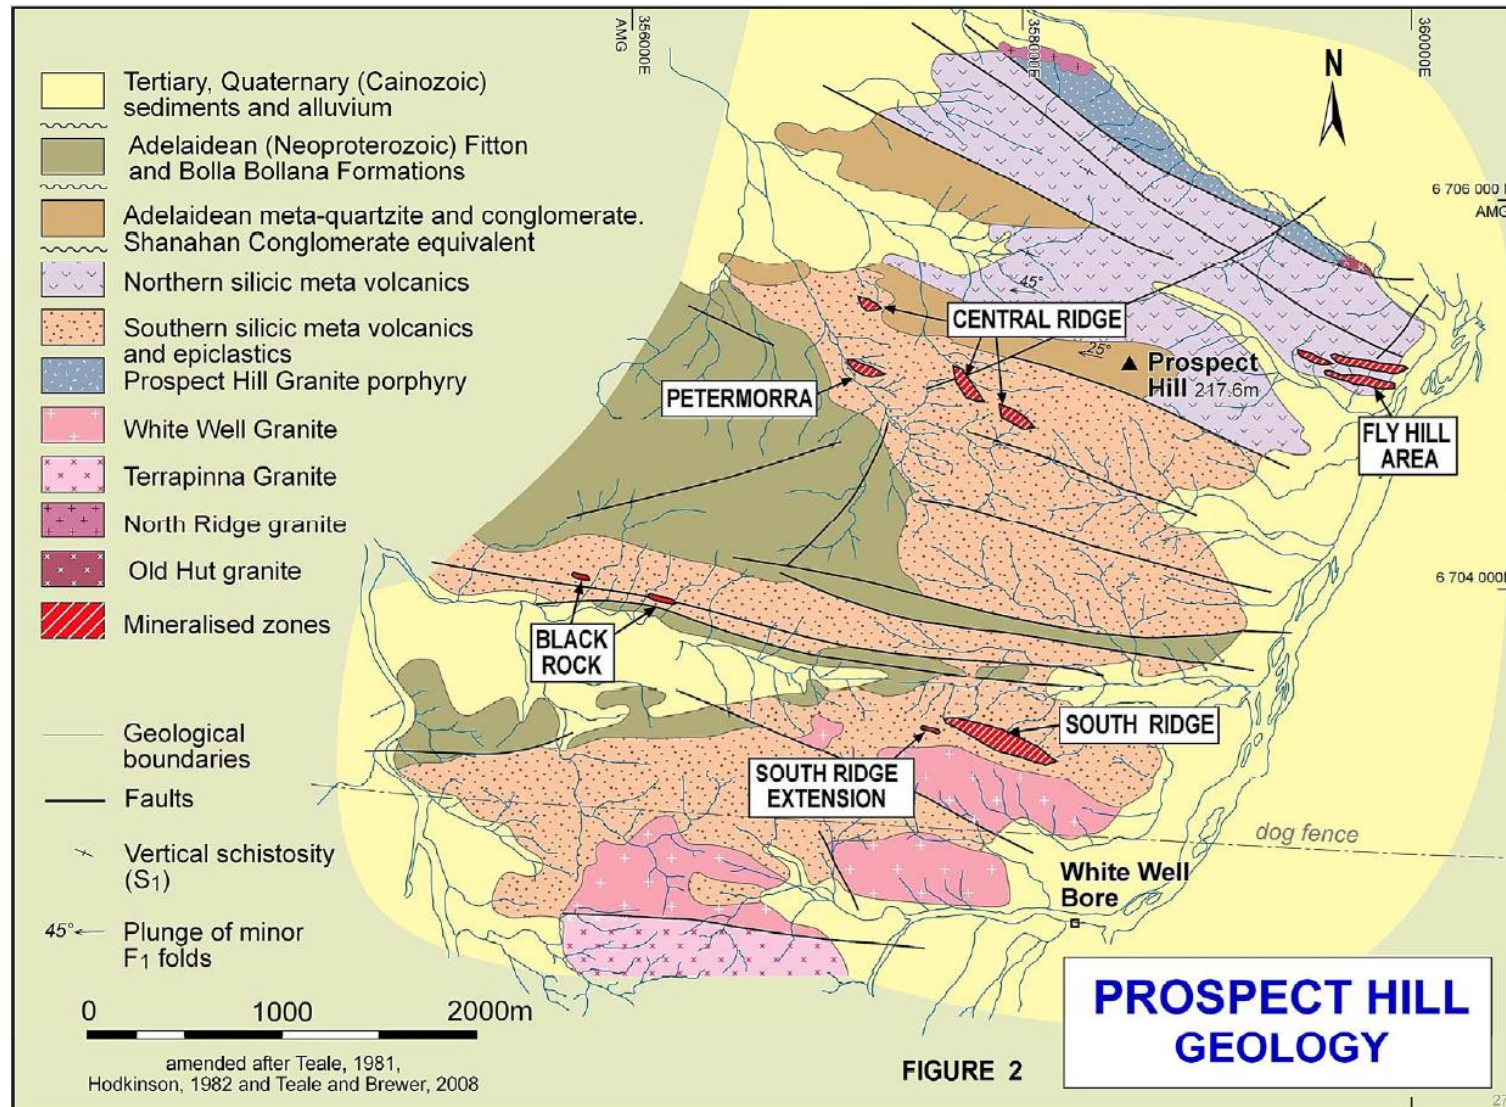 356000E
AMG
358000E
360000E
N
Tertiary, Quaternary (Cainozoic)
sediments and alluvium
Adelaidean (Neoproterozoic) Fitton
and Bolla Bollana Formations
Adelaidean meta-quartzite and conglomerate.
Shanahan Conglomerate equivalent
Northern silicic meta volcanics
Southern silicic meta volcanics
and epiclastics
Prospect Hill Granite porphyry
White Well Granite
Terrapinna Granite
North Ridge granite
Old Hut granite
Mineralised zones
Geological
boundaries
Faults
Vertical schistosity
(S1)
45°
Plunge of minor
F1 folds
0 1000 2000m
amended after Teale, 1981,
Hodkinson, 1982 and Teale and Brewer, 2008
6 706 000
AMG
45°
CENTRAL RIDGE
25°
Prospect
Hill 217.6m
PETERMORRA
FLY HILL
AREA
6 704 000
BLACK
ROCK
SOUTH RIDGE
SOUTH RIDGE
EXTENSION
dog fence
White Well
Bore
PROSPECT HILL
GEOLOGY
FIGURE 2